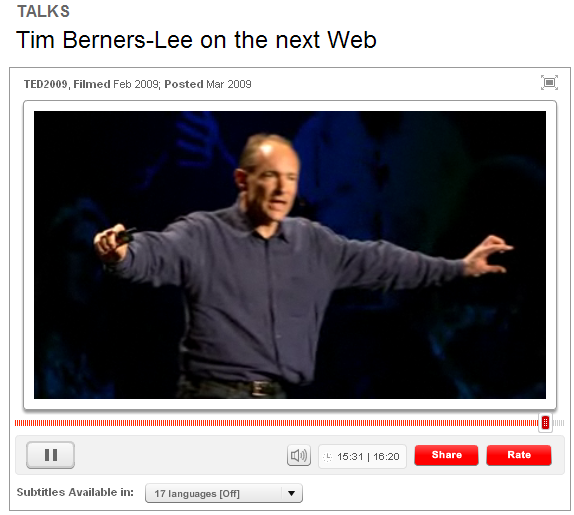 TALKS
Tim Berners-Lee on the next Web
TED2009, Filmed Feb 2009; Posted Mar 2009
15:31 | 16:20
Share
Rate
Subtitles Available in:
17 languages [Off]